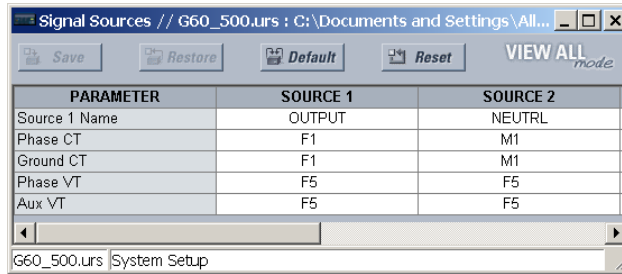 Signal Sources // G60_500.urs : C:\Documents and Settings\All...
Save Restore Default Reset VIEW ALL mode
PARAMETER SOURCE 1 SOURCE 2
Source 1 Name OUTPUT NEUTRL
Phase CT F1 M1
Ground CT F1 M1
Phase VT F5 F5
Aux VT F5 F5
G60_500.urs System Setup